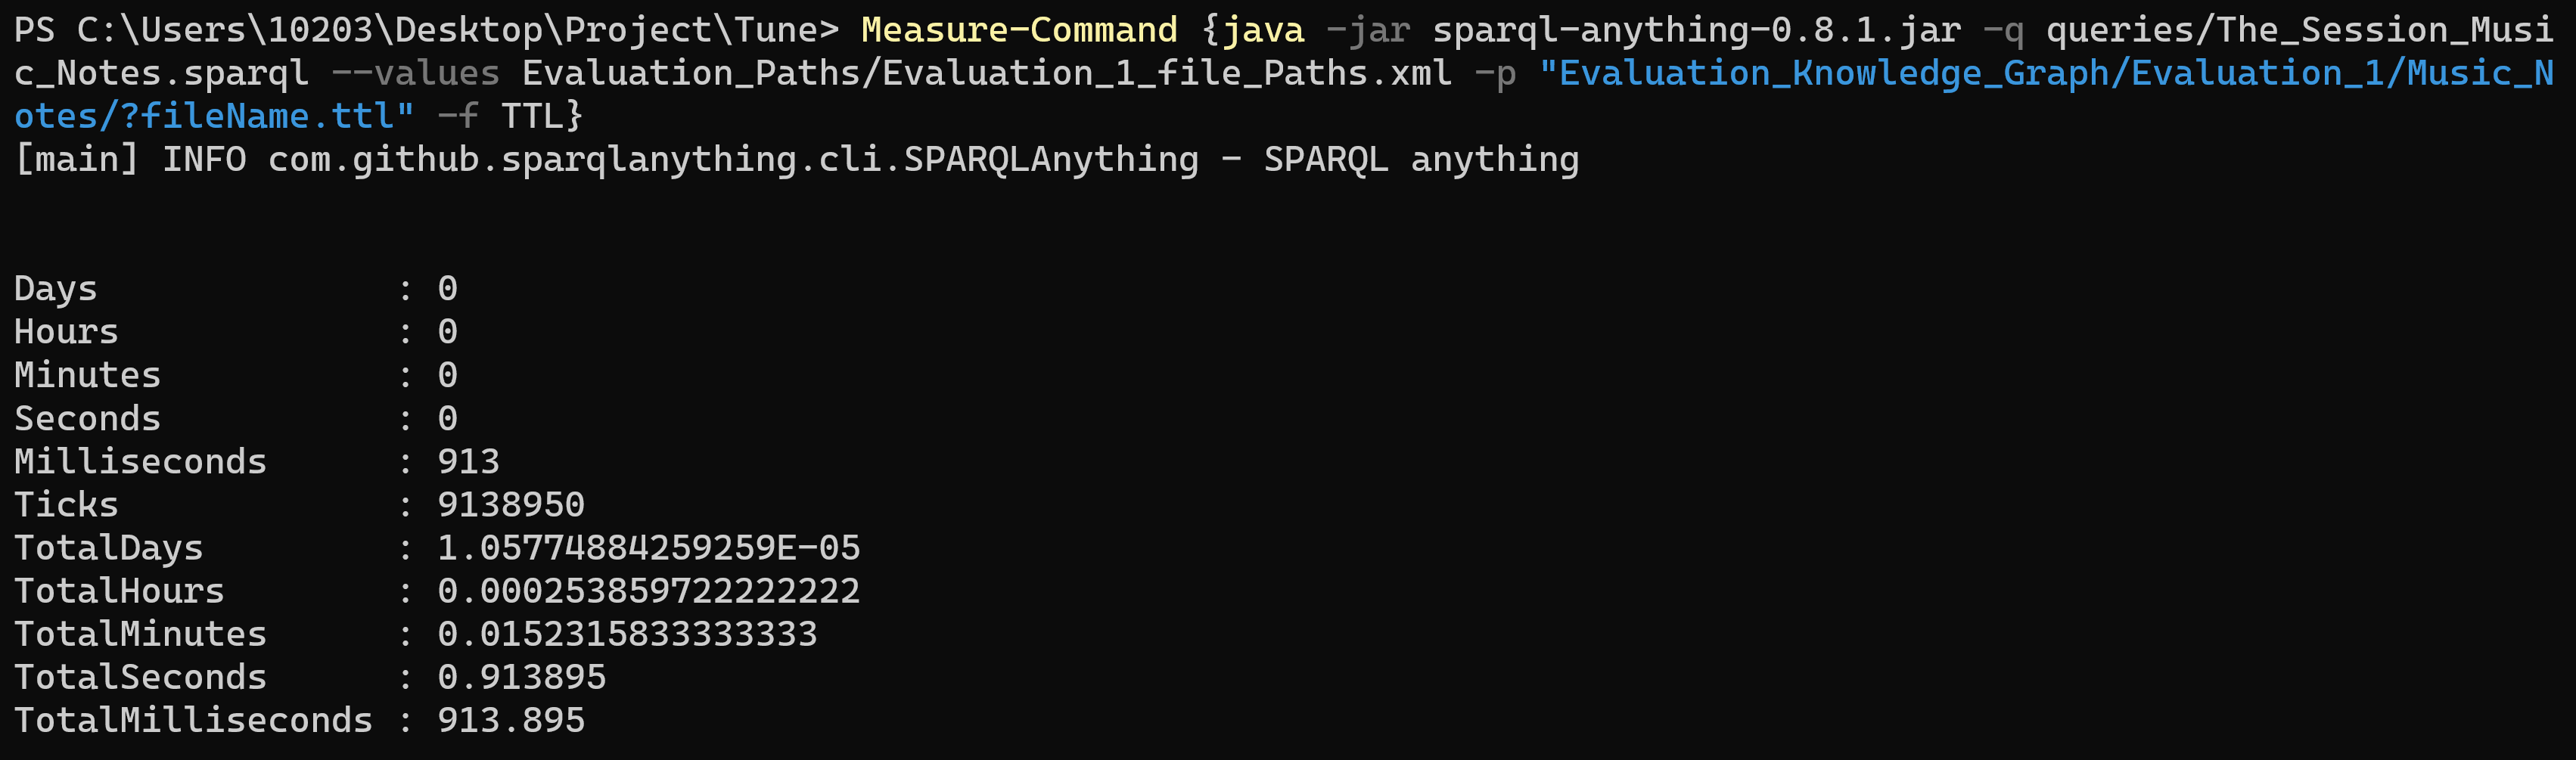 PS C:\Users\10203\Desktop\Project\Tune> Measure-Command {java -jar sparql-anything-0.8.1.jar -q queries/The_Session_Musi
c_Notes.sparql --values Evaluation_Paths/Evaluation_1_file_Paths.xml -p "Evaluation_Knowledge_Graph/Evaluation_1/Music_N
otes/?fileName.ttl" -f TTL}
[main] INFO com.github.sparqlanything.cli.SPARQLAnything - SPARQL anything
Days              : 0
Hours             : 0
Minutes           : 0
Seconds           : 0
Milliseconds      : 913
Ticks             : 9138950
TotalDays         : 1.05774884259259E-05
TotalHours        : 0.000253859722222222
TotalMinutes      : 0.0152315833333333
TotalSeconds      : 0.913895
TotalMilliseconds : 913.895